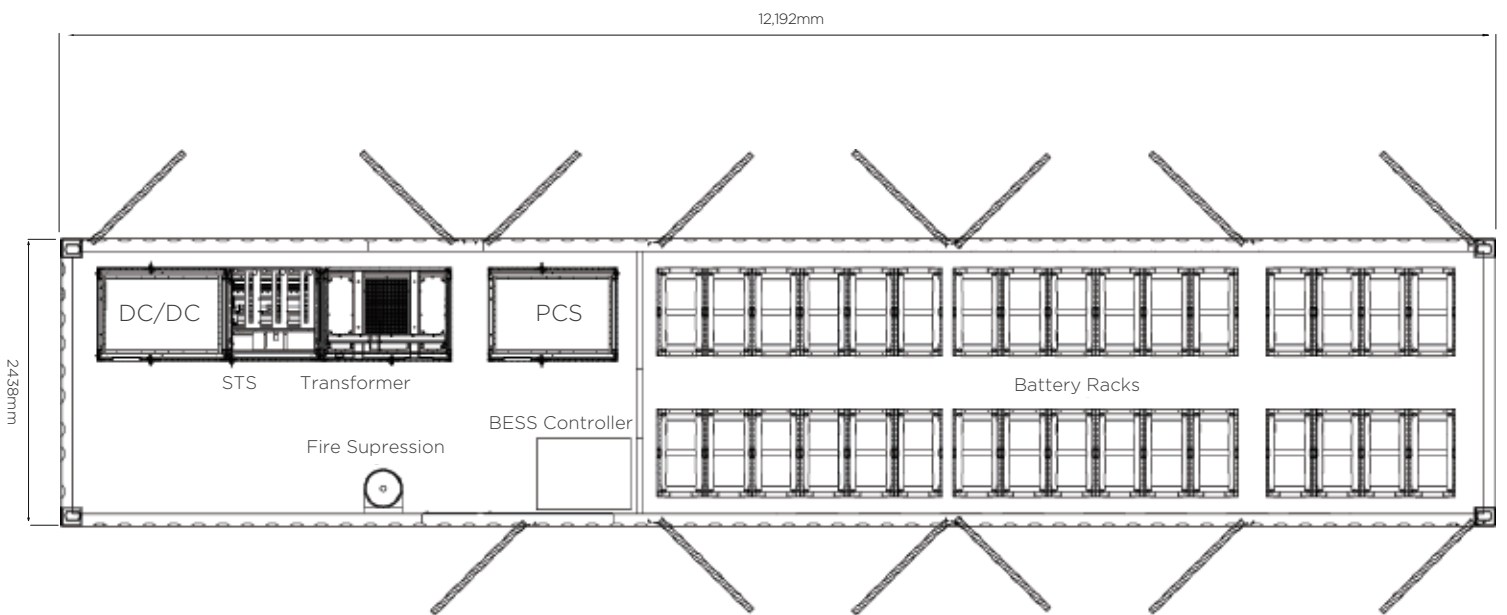 12,192mm
2438mm
DC/DC
PCS
STS
Transformer
Battery Racks
BESS Controller
Fire Supression